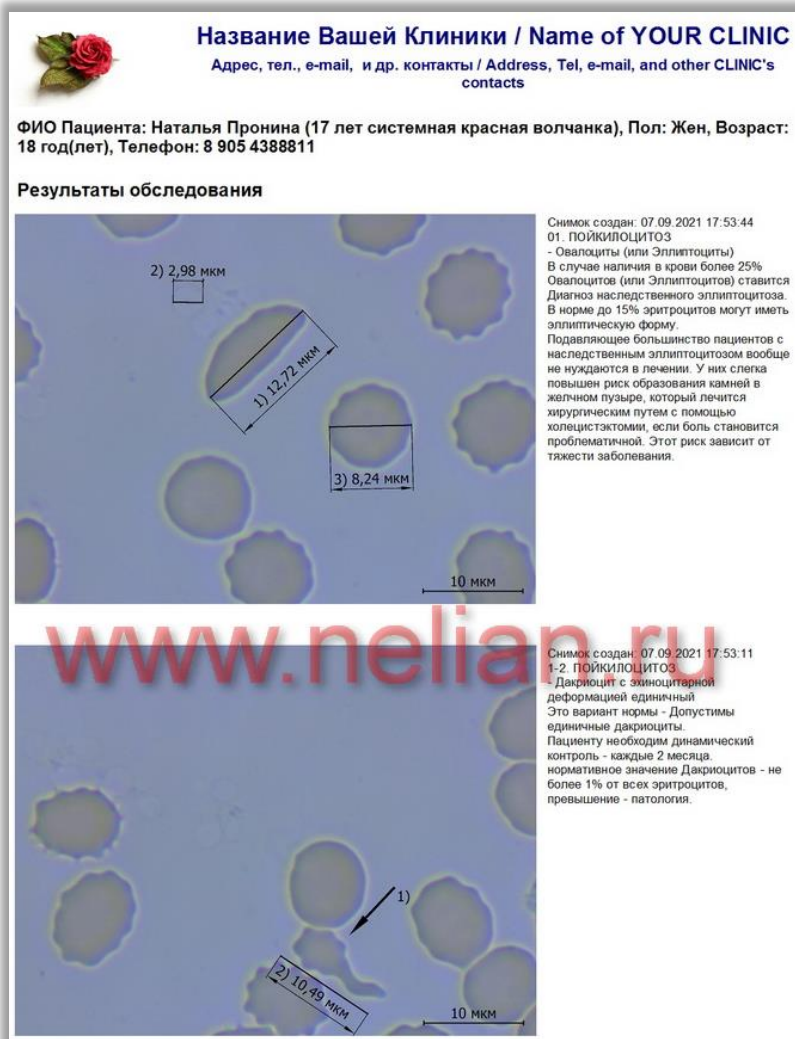 Название Вашей Клиники / Name of YOUR CLINIC
Адрес, тел., e-mail, и др. контакты / Address, Tel, e-mail, and other CLINIC's
contacts
ФИО Пациента: Наталья Пронина (17 лет системная красная волчанка), Пол: Жен, Возраст:
18 год(лет), Телефон: 8 905 4388811
Результаты обследования
2) 2,98 мкм
1) 12,72 мкм
3) 8,24 мкм
10 мкм
Снимок создан: 07.09.2021 17:53:44
01. ПОЙКИЛОЦИТОЗ
- Овалоциты (или Эллиптоциты)
В случае наличия в крови более 25%
Овалоцитов (или Эллиптоцитов) ставится
Диагноз наследственного эллиптоцитоза.
В норме до 15% эритроцитов могут иметь
эллиптическую форму.
Подавляющее большинство пациентов с
наследственным эллиптоцитозом вообще
не нуждаются в лечении. У них слегка
повышен риск образования камней в
желчном пузыре, который лечится
хирургическим путем с помощью
холецистэктомии, если боль становится
проблематичной. Этот риск зависит от
тяжести заболевания.
www.nelian.ru
1)
2) 10,49 мкм
10 мкм
Снимок создан: 07.09.2021 17:53:11
1-2. ПОЙКИЛОЦИТОЗ
- Дакриоцит с эхиноцитарной
деформацией единичный
Это вариант нормы - Допустимы
единичные дакриоциты.
Пациенту необходим динамический
контроль - каждые 2 месяца.
нормативное значение Дакриоцитов - не
более 1% от всех эритроцитов,
превышение - патология.